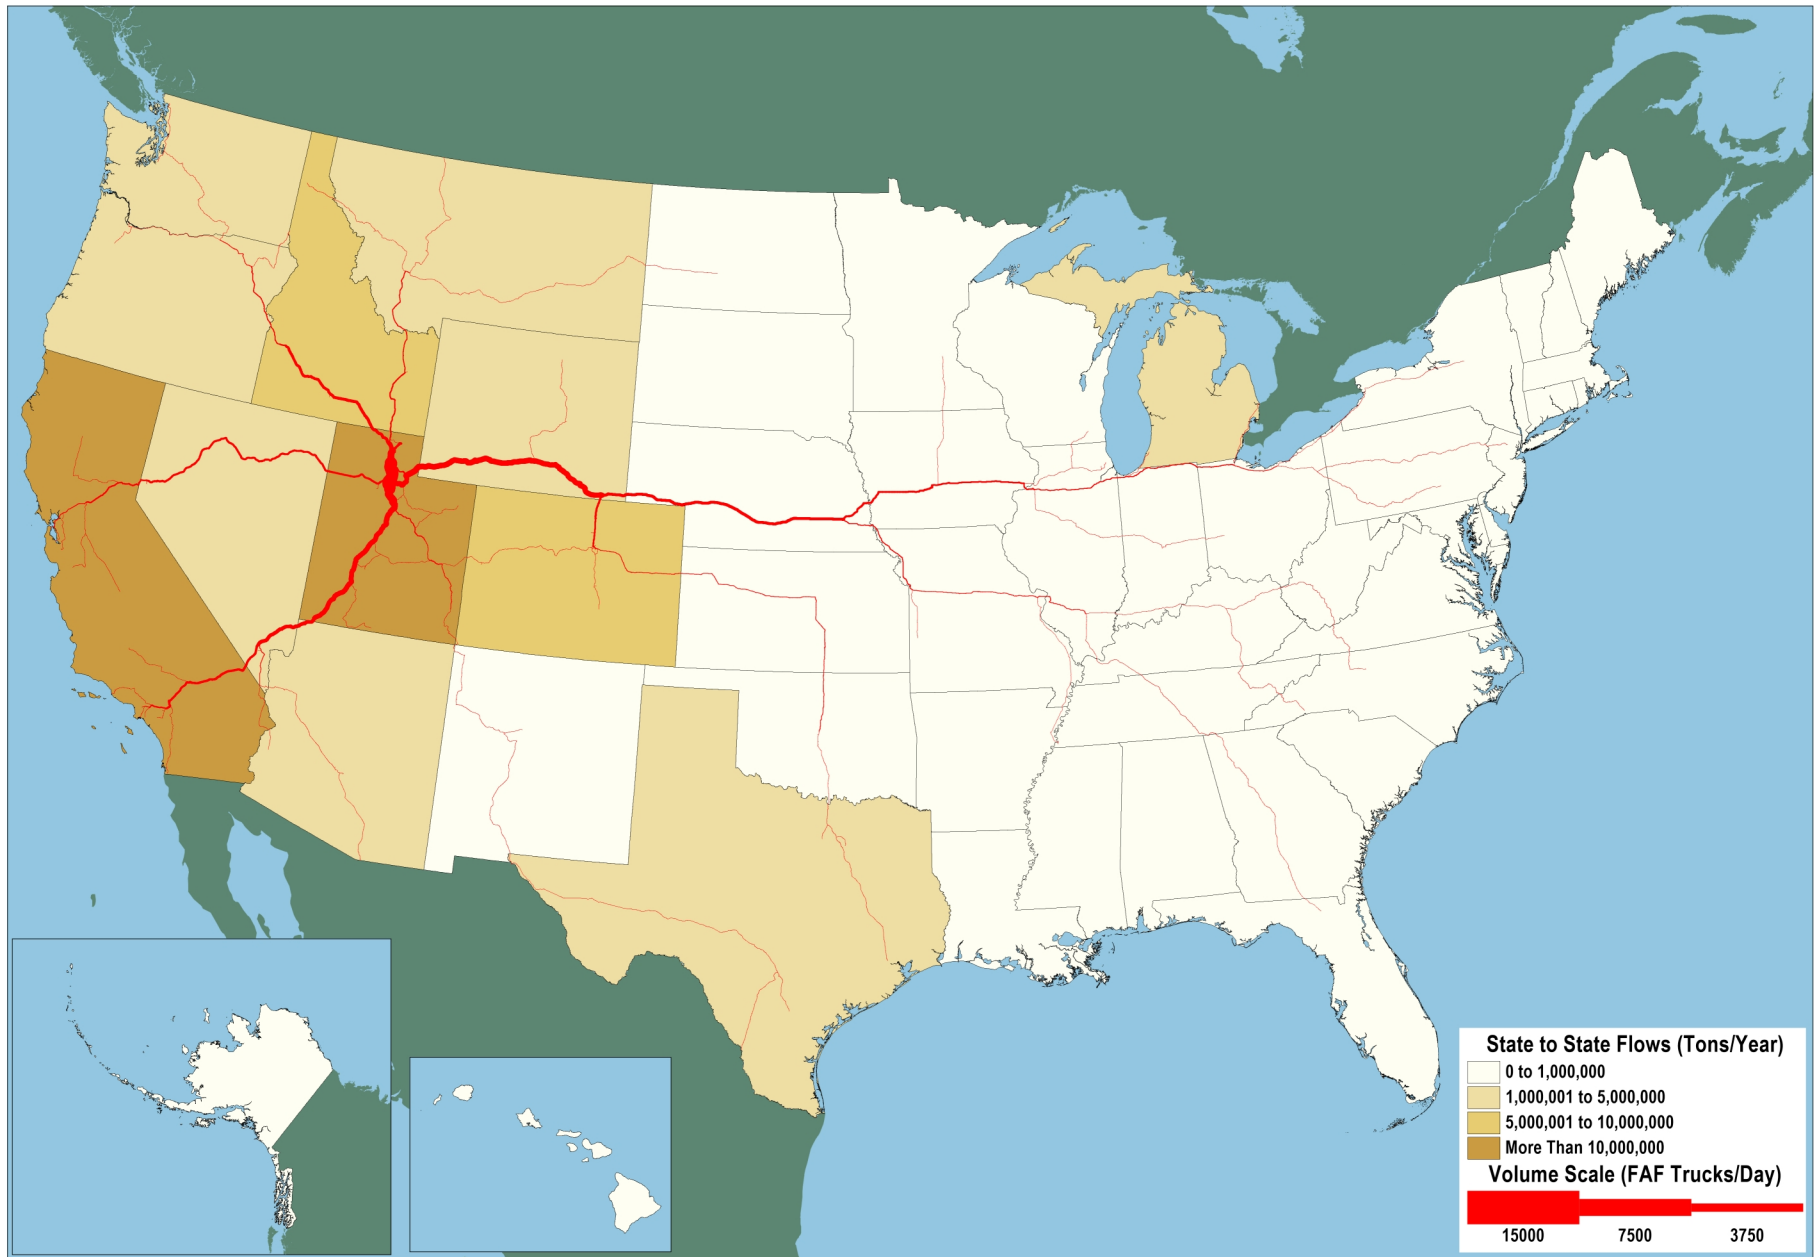 State to State Flows (Tons/Year)
0 to 1,000,000
1,000,001 to 5,000,000
5,000,001 to 10,000,000
More Than 10,000,000
Volume Scale (FAF Trucks/Day)
15000 7500 3750